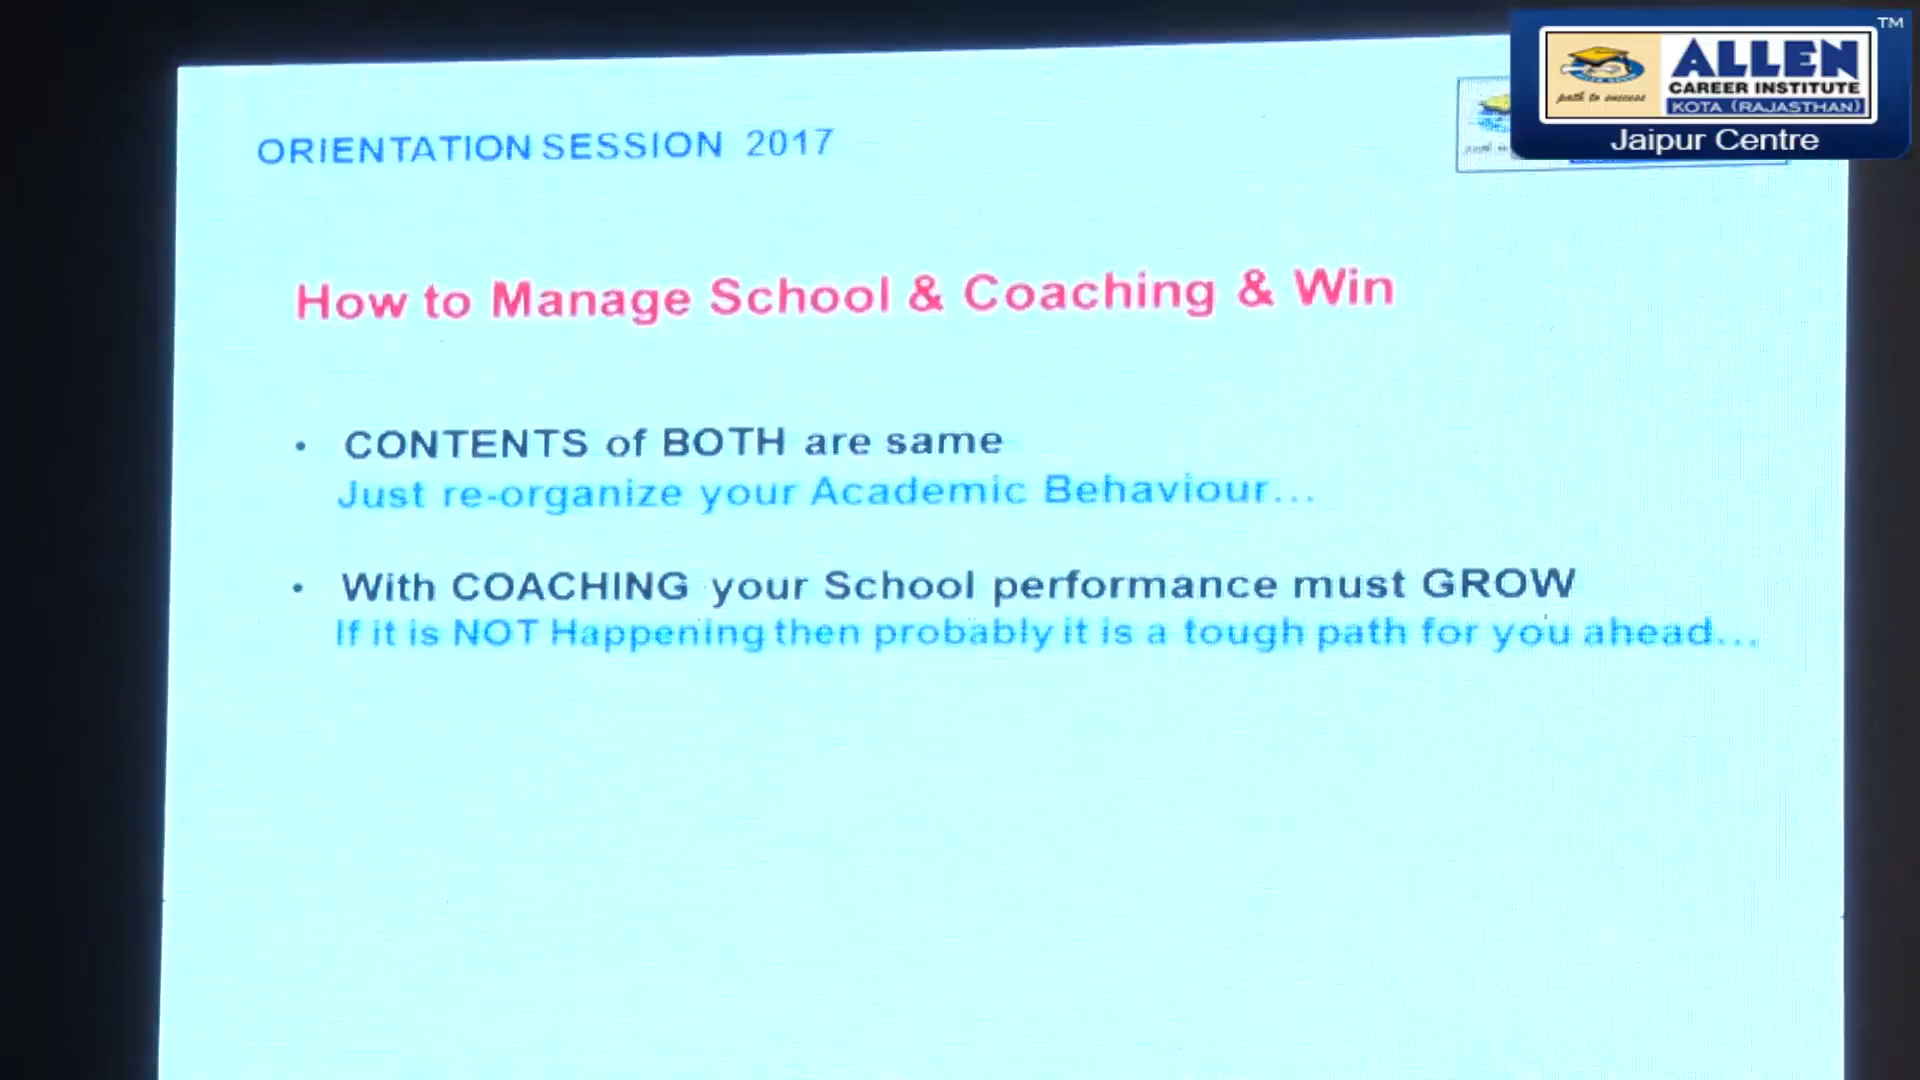 ORIENTATION SESSION 2017
TM
ALLEN
CAREER INSTITUTE
KOTA (RAJASTHAN)
path to success
Jaipur Centre
How to Manage School & Coaching & Win
• CONTENTS of BOTH are same
Just re-organize your Academic Behaviour...
• With COACHING your School performance must GROW
If it is NOT Happening then probably it is a tough path for you ahead...